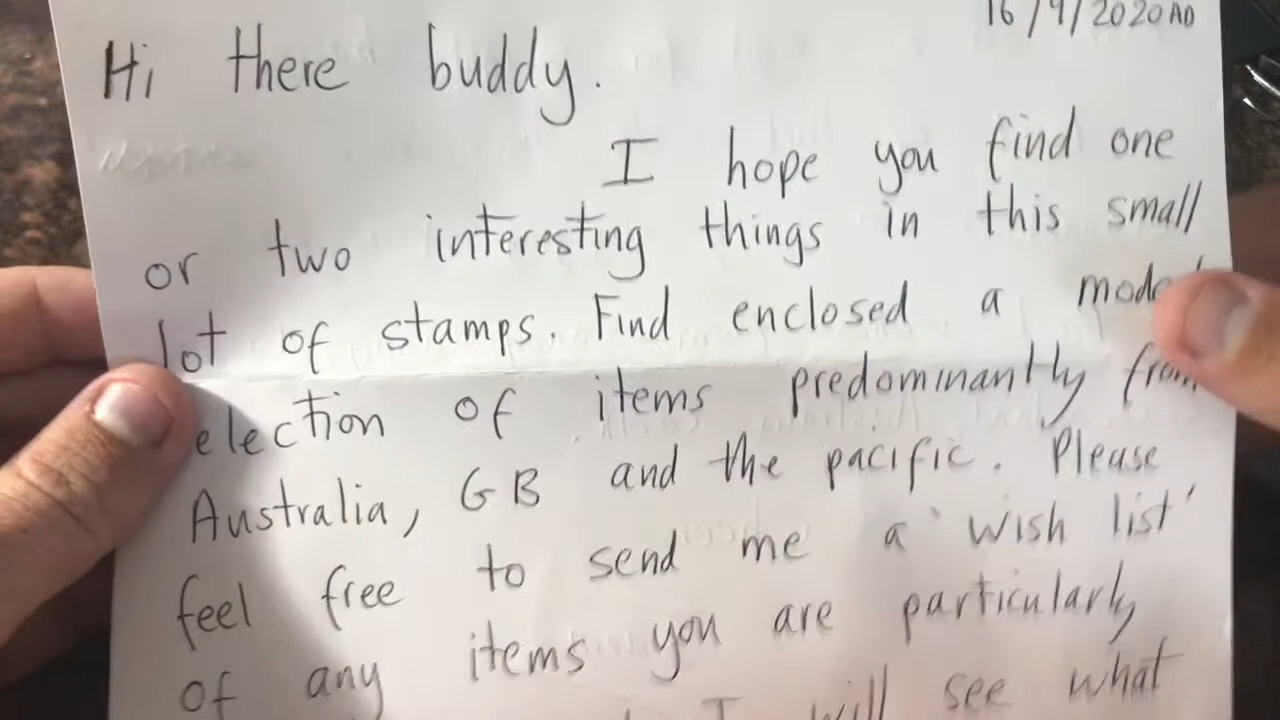 16/9/2020 AD
Hi there buddy.
I hope you find one
or two interesting things in this small
lot of stamps. Find enclosed a
election of items predominantly from
Australia, GB and the pacific. Please
feel free to send me a 'wish list'
of any items you are particularly
I will see what